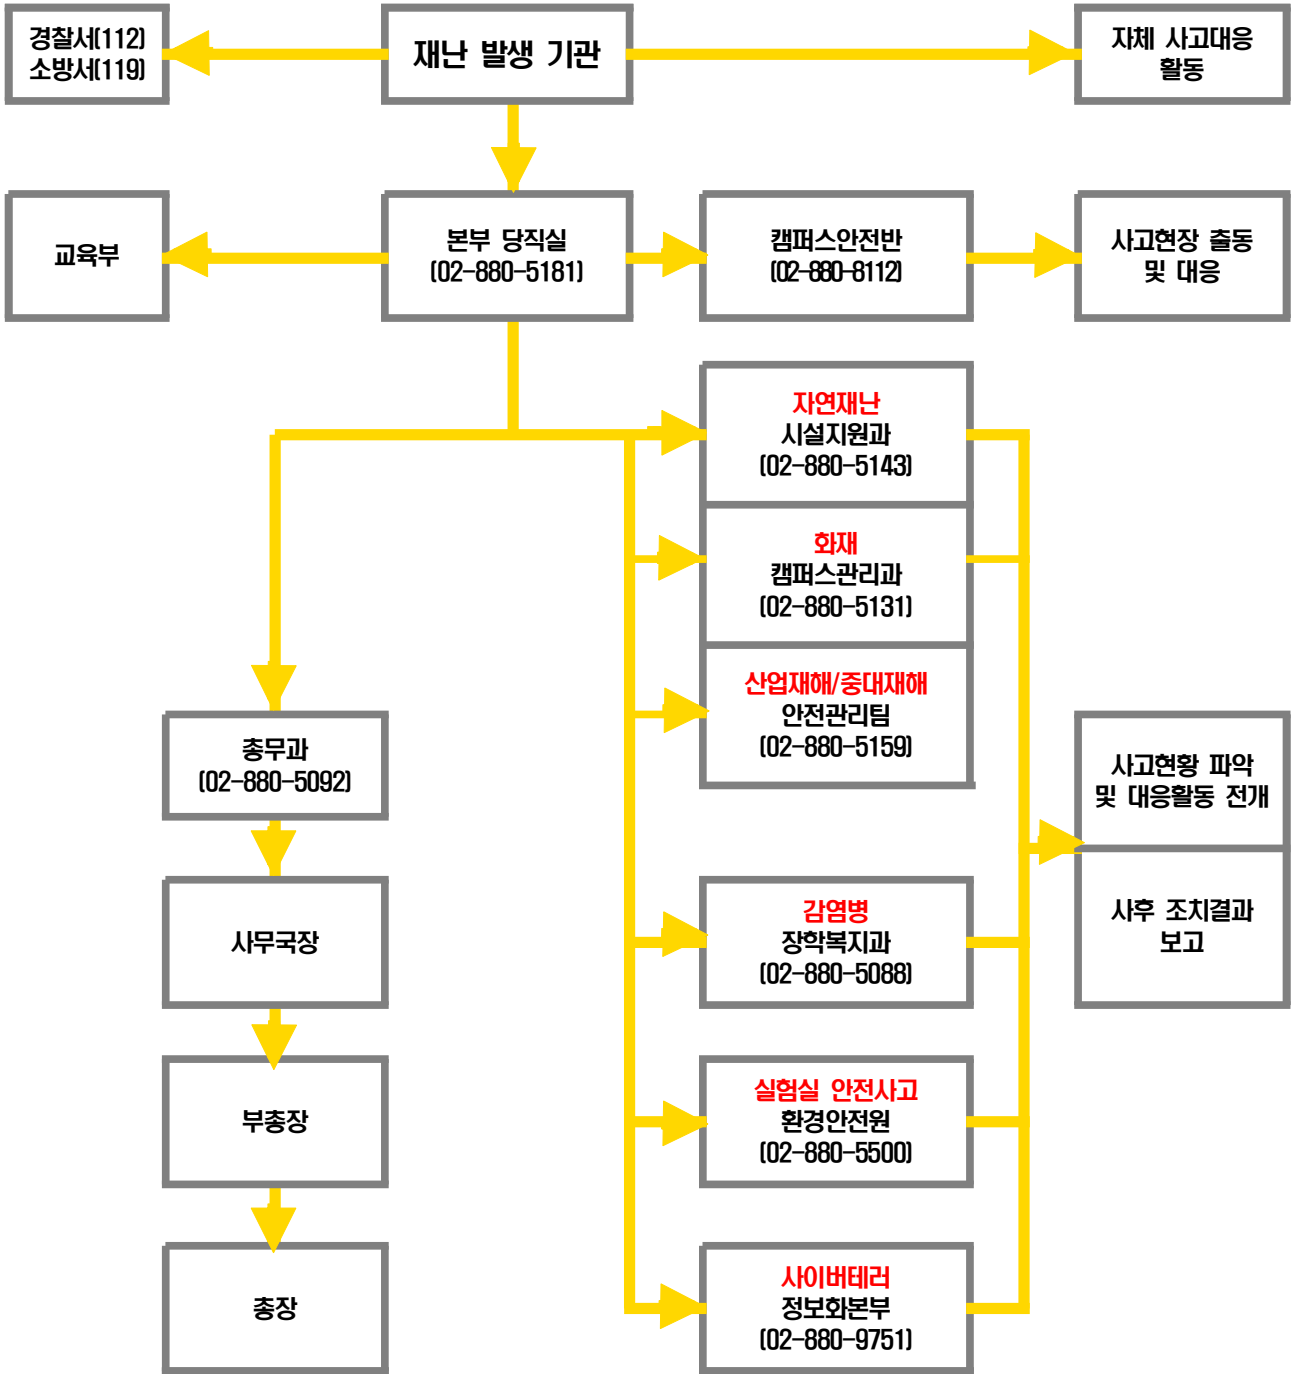 경찰서(112)
소방서(119)
재난 발생 기관
자체 사고대응
활동
교육부
본부 당직실
(02-880-5181)
캠퍼스안전반
(02-880-8112)
사고현장 출동
및 대응
자연재난
시설지원과
(02-880-5143)
화재
캠퍼스관리과
(02-880-5131)
산업재해/중대재해
안전관리팀
(02-880-5159)
총무과
(02-880-5092)
사고현황 파악
및 대응활동 전개
감염병
장학복지과
(02-880-5088)
사후 조치결과
보고
사무국장
실험실 안전사고
환경안전원
(02-880-5500)
부총장
사이버테러
정보화본부
(02-880-9751)
총장